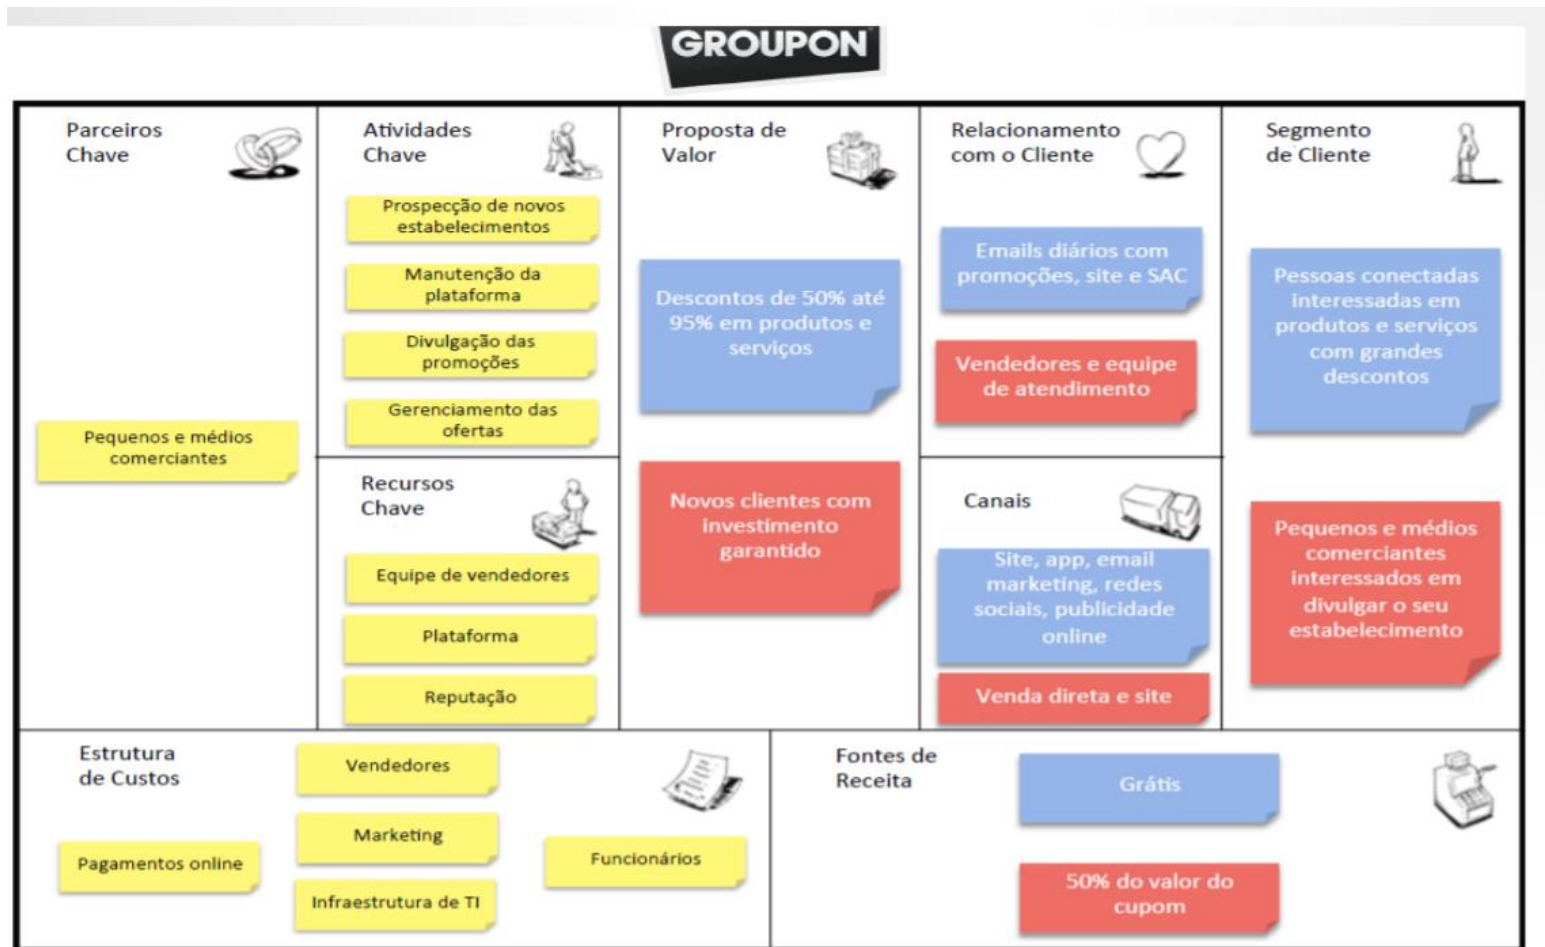 GROUPON
Parceiros
Chave
Pequenos e médios
comerciantes
Atividades
Chave
Prospecção de novos
estabelecimentos
Manutenção da
plataforma
Divulgação das
promoções
Gerenciamento das
ofertas
Recursos
Chave
Equipe de vendedores
Plataforma
Reputação
Proposta de
Valor
Descontos de 50% até
95% em produtos e
serviços
Novos clientes com
investimento
garantido
Relacionamento
com o Cliente
Emails diários com
promoções, site e SAC
Vendedores e equipe
de atendimento
Canais
Site, app, email
marketing, redes
sociais, publicidade
online
Venda direta e site
Segmento
de Cliente
Pessoas conectadas
interessadas em
produtos e serviços
com grandes
descontos
Pequenos e médios
comerciantes
interessados em
divulgar o seu
estabelecimento
Estrutura
de Custos
Pagamentos online
Vendedores
Marketing
Infraestrutura de TI
Funcionários
Fontes de
Receita
Grátis
50% do valor do
cupom